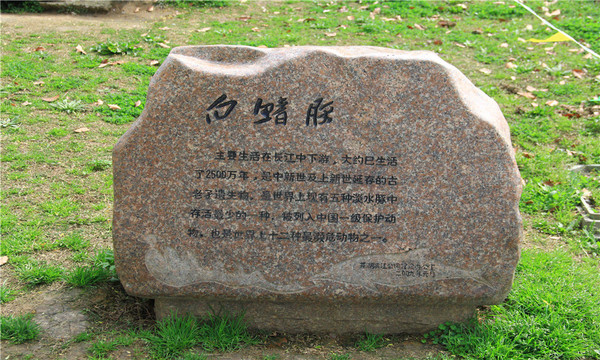 白鱀豚
主要生活在长江中下游，大约已生活
了2500万年，是中新世及上新世延存的古
老孑遗生物，是世界上现有五种淡水豚中
存活最少的一种，被列入中国一级保护动
物，也是世界上十二种最濒危动物之一。